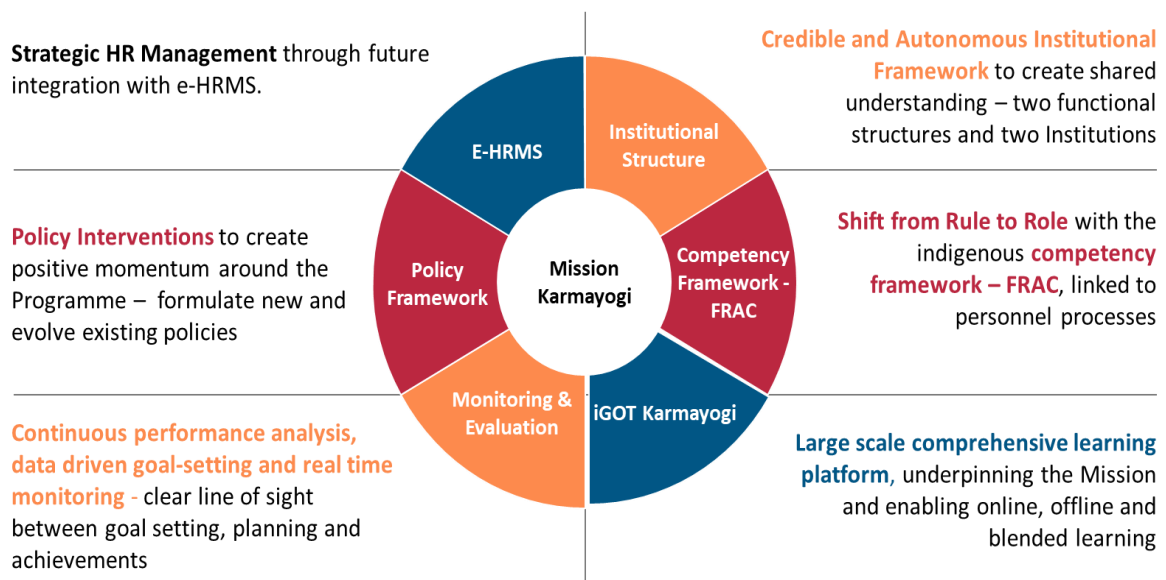 Strategic HR Management through future
integration with e-HRMS.
Credible and Autonomous Institutional
Framework to create shared
understanding – two functional
structures and two Institutions
E-HRMS
Institutional
Structure
Policy Interventions to create
positive momentum around the
Programme – formulate new and
evolve existing policies
Policy
Framework
Mission
Karmayogi
Competency
Framework -
FRAC
Shift from Rule to Role with the
indigenous competency
framework – FRAC, linked to
personnel processes
Monitoring &
Evaluation
iGOT Karmayogi
Continuous performance analysis,
data driven goal-setting and real time
monitoring - clear line of sight
between goal setting, planning and
achievements
Large scale comprehensive learning
platform, underpinning the Mission
and enabling online, offline and
blended learning